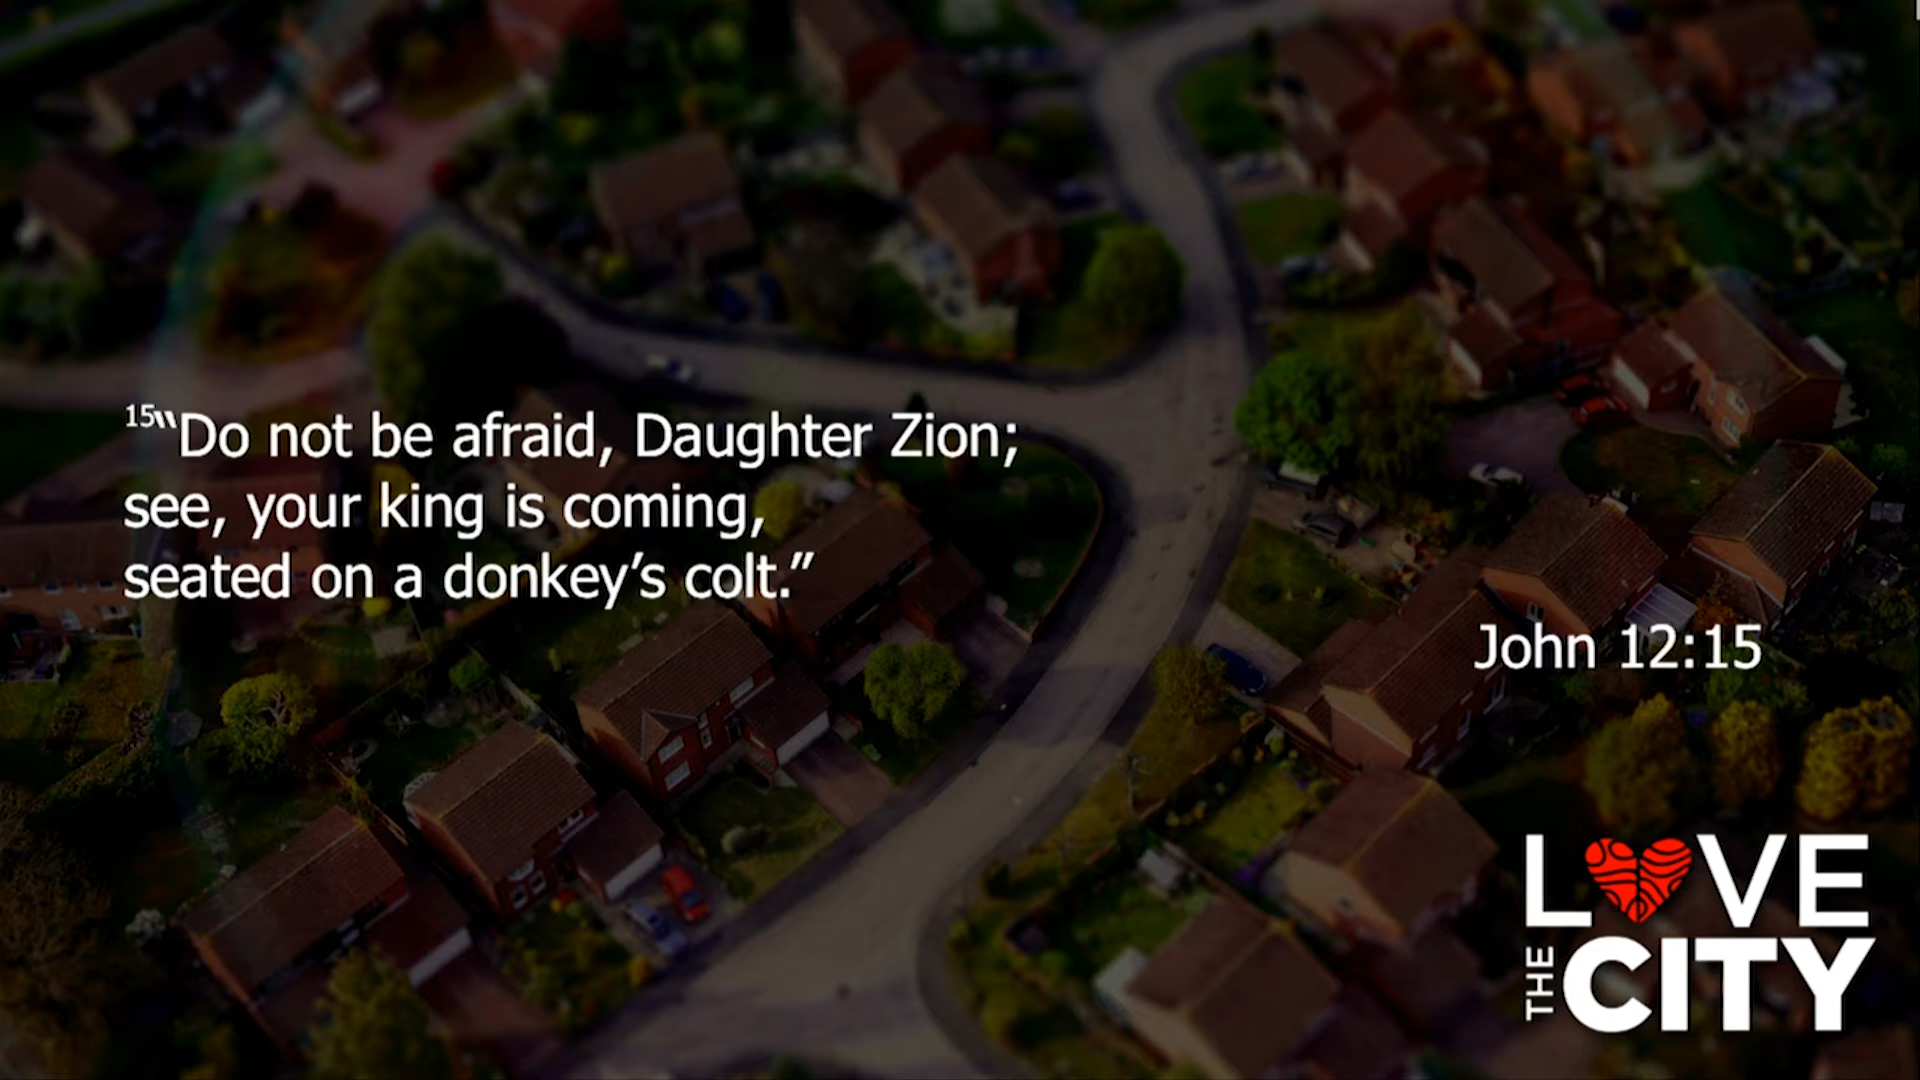 ¹⁵“Do not be afraid, Daughter Zion;
see, your king is coming,
seated on a donkey’s colt.”
John 12:15
LOVE
THE CITY